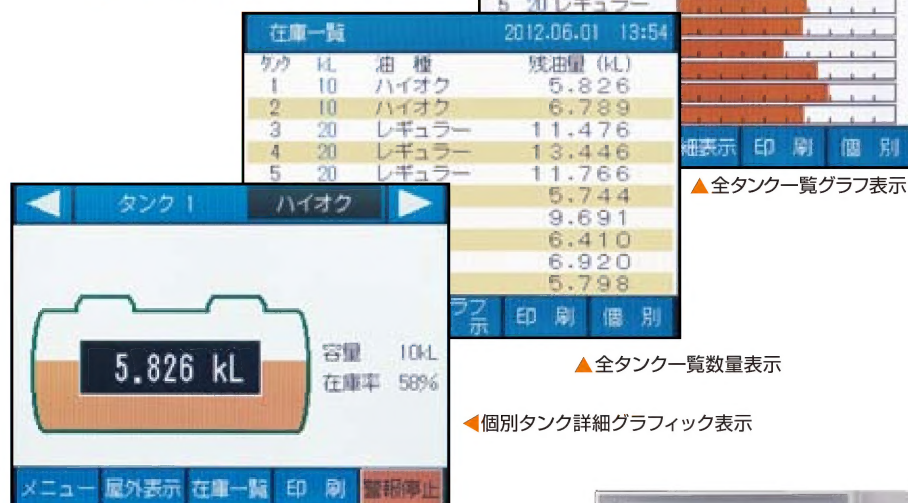 5 20 レギュラー
在庫一覧 2012.06.01 13:54
タンク kL 油 種 残油量 (kL)
1 10 ハイオク 5.826
2 10 ハイオク 6.789
3 20 レギュラー 11.476
4 20 レギュラー 13.446
5 20 レギュラー 11.766
5.744
9.691
6.410
6.920
5.798
ラフ
示
印 刷
個 別
細表示
印 刷
個 別
▲全タンク一覧グラフ表示
▲全タンク一覧数量表示
◀ タンク 1 ハイオク ▶
5.826 kL
容量 10kL
在庫率 58%
メニュー 屋外表示 在庫一覧 印 刷 警報停止
◀個別タンク詳細グラフィック表示